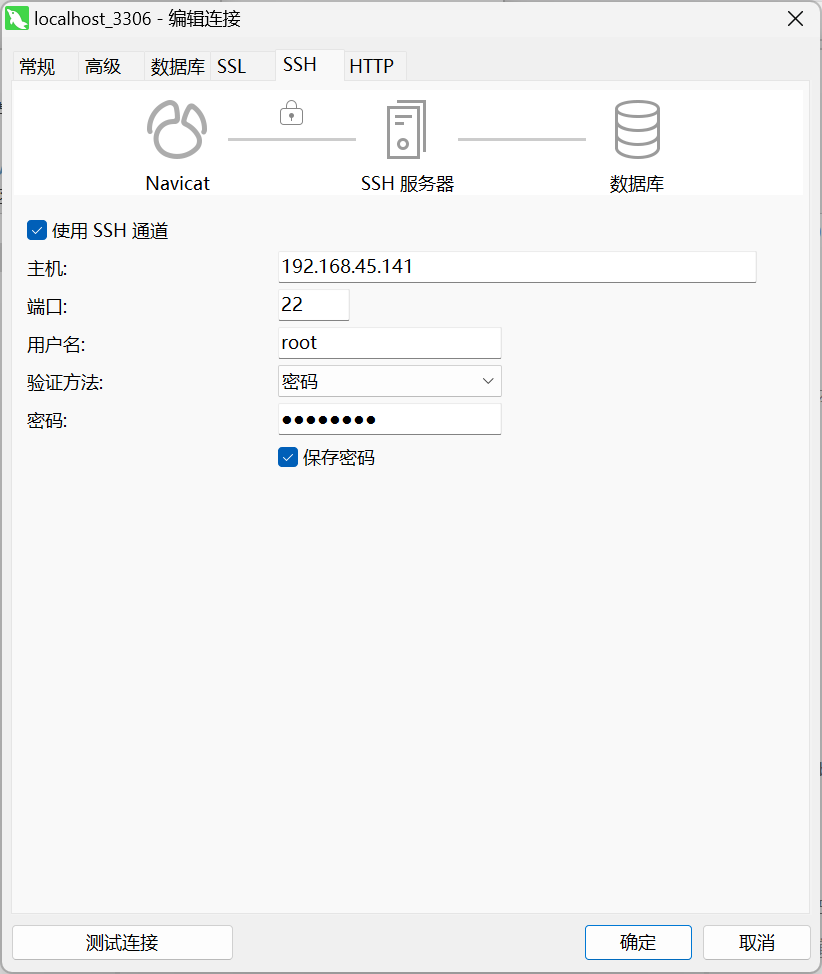 localhost_3306 - 编辑连接
常规 高级 数据库 SSL SSH HTTP
Navicat SSH 服务器 数据库
使用 SSH 通道
主机: 192.168.45.141
端口: 22
用户名: root
验证方法: 密码
密码: ●●●●●●●●
保存密码
测试连接 确定 取消